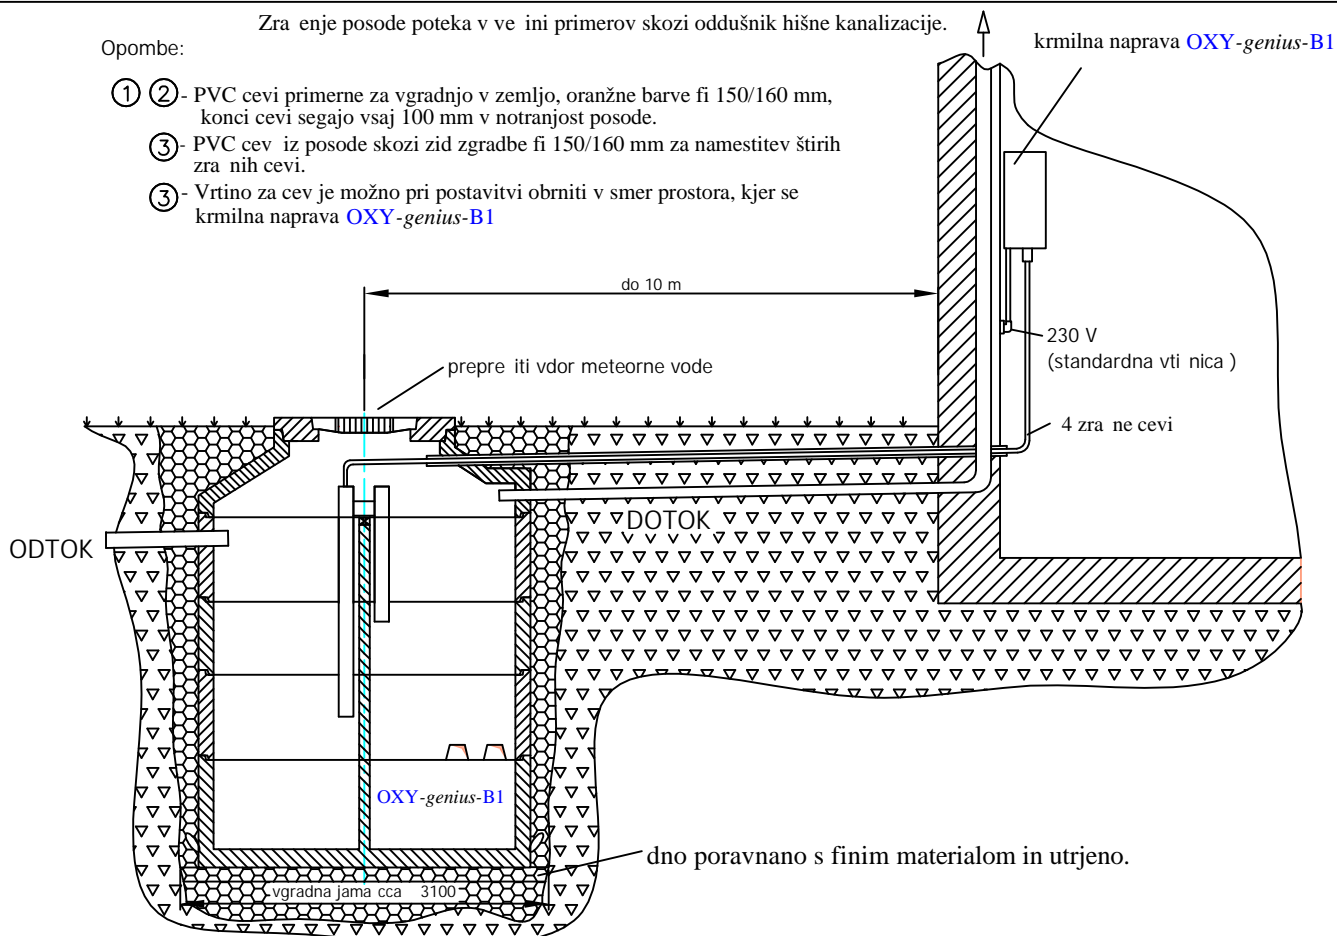 Zra enje posode poteka v ve ini primerov skozi oddušnik hišne kanalizacije.
krmilna naprava OXY-genius-B1
Opombe:
1 2 - PVC cevi primerne za vgradnjo v zemljo, oranžne barve fi 150/160 mm,
konci cevi segajo vsaj 100 mm v notranjost posode.
3 - PVC cev iz posode skozi zid zgradbe fi 150/160 mm za namestitev štirih
zra nih cevi.
3 - Vrtino za cev je možno pri postavitvi obrniti v smer prostora, kjer se
krmilna naprava OXY-genius-B1
do 10 m
230 V
(standardna vti nica )
prepre iti vdor meteorne vode
4 zra ne cevi
DOTOK
ODTOK
OXY-genius-B1
dno poravnano s finim materialom in utrjeno.
vgradna jama cca 3100